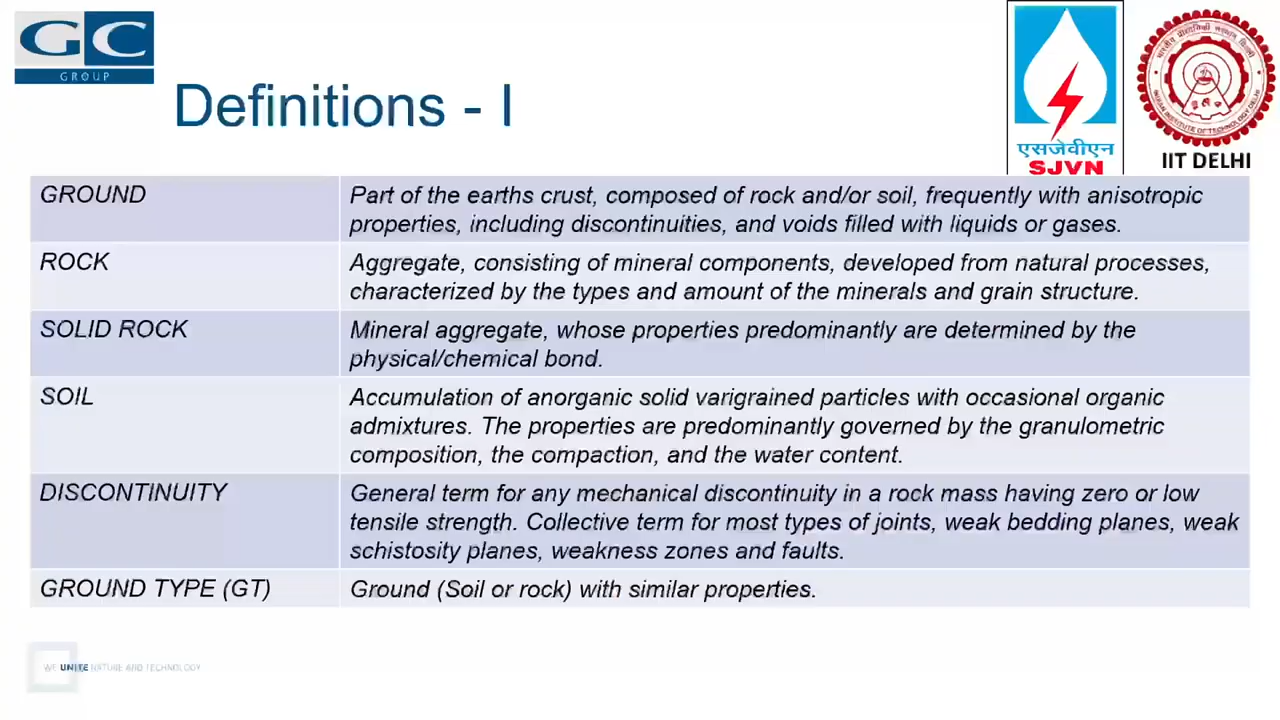 GC
GROUP
Definitions - I
एसजेवीएन
SJVN
IIT DELHI
GROUND
Part of the earths crust, composed of rock and/or soil, frequently with anisotropic
properties, including discontinuities, and voids filled with liquids or gases.
ROCK
Aggregate, consisting of mineral components, developed from natural processes,
characterized by the types and amount of the minerals and grain structure.
SOLID ROCK
Mineral aggregate, whose properties predominantly are determined by the
physical/chemical bond.
SOIL
Accumulation of anorganic solid varigrained particles with occasional organic
admixtures. The properties are predominantly governed by the granulometric
composition, the compaction, and the water content.
DISCONTINUITY
General term for any mechanical discontinuity in a rock mass having zero or low
tensile strength. Collective term for most types of joints, weak bedding planes, weak
schistosity planes, weakness zones and faults.
GROUND TYPE (GT)
Ground (Soil or rock) with similar properties.
WE UNITE NATURE AND TECHNOLOGY